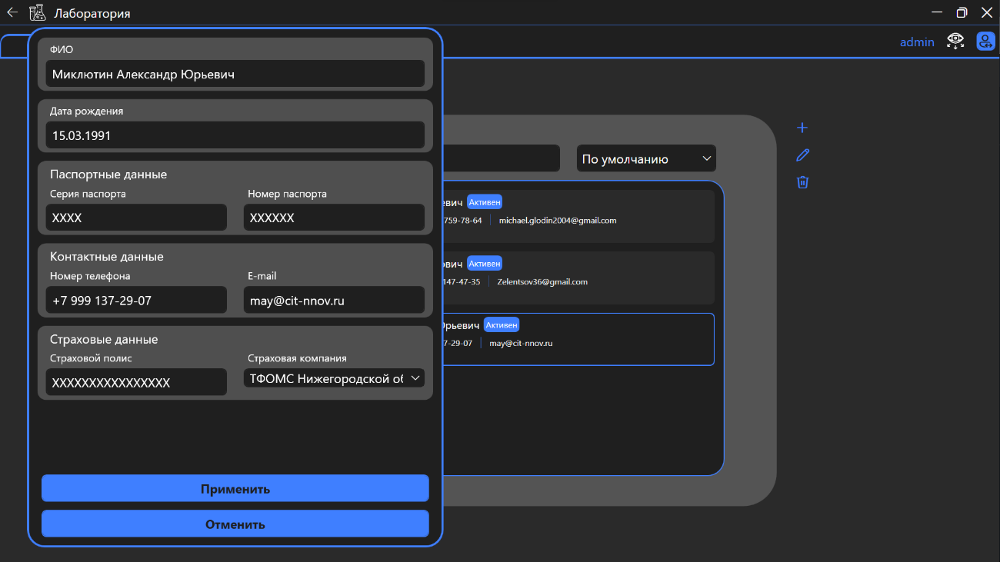 Лаборатория
admin
ФИО
Миклютин Александр Юрьевич
Дата рождения
15.03.1991
Паспортные данные
Серия паспорта
Номер паспорта
XXXX
XXXXXX
Контактные данные
Номер телефона
E-mail
+7 999 137-29-07
may@cit-nnov.ru
Страховые данные
Страховой полис
Страховая компания
XXXXXXXXXXXXXXXX
ТФОМС Нижегородской об
Применить
Отменить
По умолчанию
евич Активен
759-78-64 michael.glodin2004@gmail.com
ович Активен
147-47-35 Zelentsov36@gmail.com
Юрьевич Активен
7-29-07 may@cit-nnov.ru